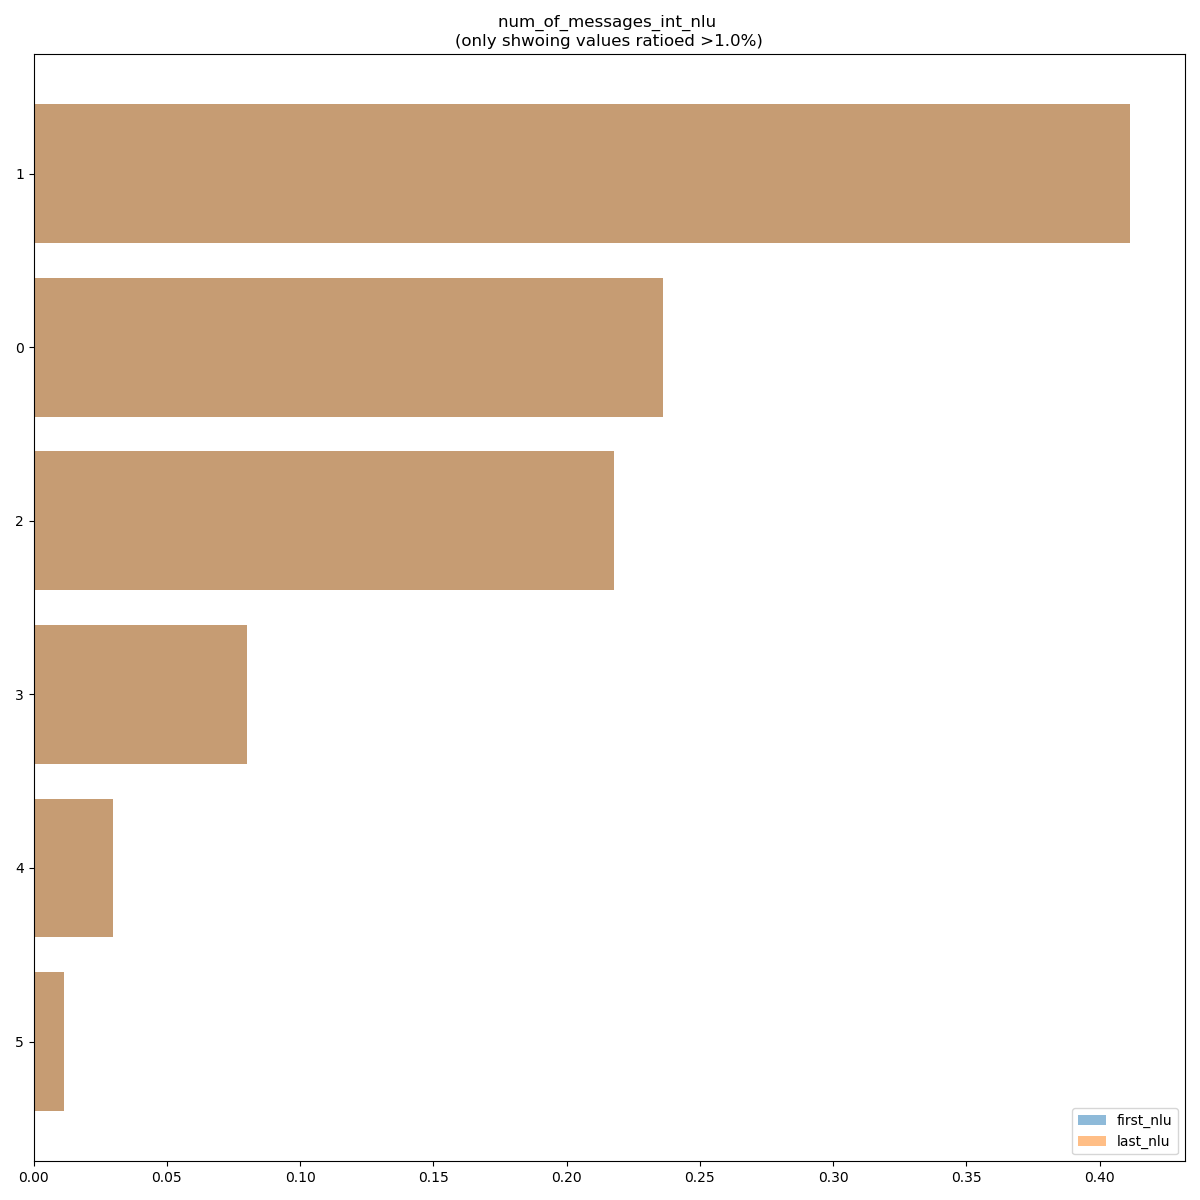 num_of_messages_int_nlu
(only shwoing values ratioed >1.0%)
1
0
2
3
4
5
0.00 0.05 0.10 0.15 0.20 0.25 0.30 0.35 0.40
first_nlu
last_nlu